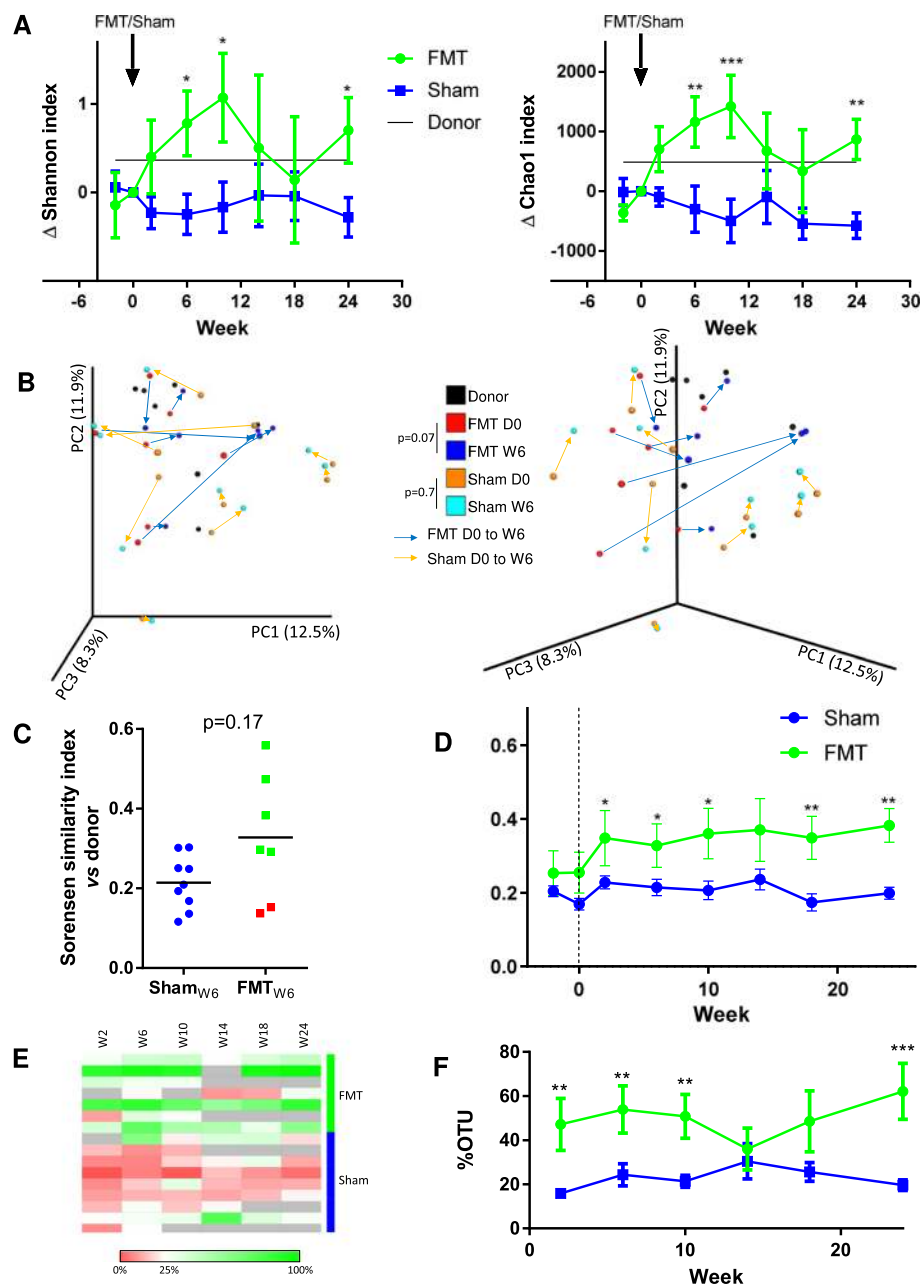 A
FMT/Sham
FMT/Sham
Δ Shannon index
1
0
* * *
-6 0 6 12 18 24 30
Week
FMT
Sham
Donor
Δ Chao1 index
2000
1000
0
-1000
** *** **
-6 0 6 12 18 24 30
Week
B
PC2 (11.9%)
PC1 (12.5%)
PC3 (8.3%)
Donor
FMT D0
FMT W6
Sham D0
Sham W6
p=0.07
p=0.7
FMT D0 to W6
Sham D0 to W6
PC2 (11.9%)
PC3 (8.3%)
PC1 (12.5%)
C
p=0.17
Sorensen similarity index
vs donor
0.6
0.4
0.2
0.0
ShamW6 FMTW6
D
Sham
FMT
0.6
0.4
0.2
0.0
* * * ** **
0 10 20
Week
E
W2 W6 W10 W14 W18 W24
FMT
Sham
0% 25% 100%
F
%OTU
80
60
40
20
0
** ** ** ***
0 10 20
Week